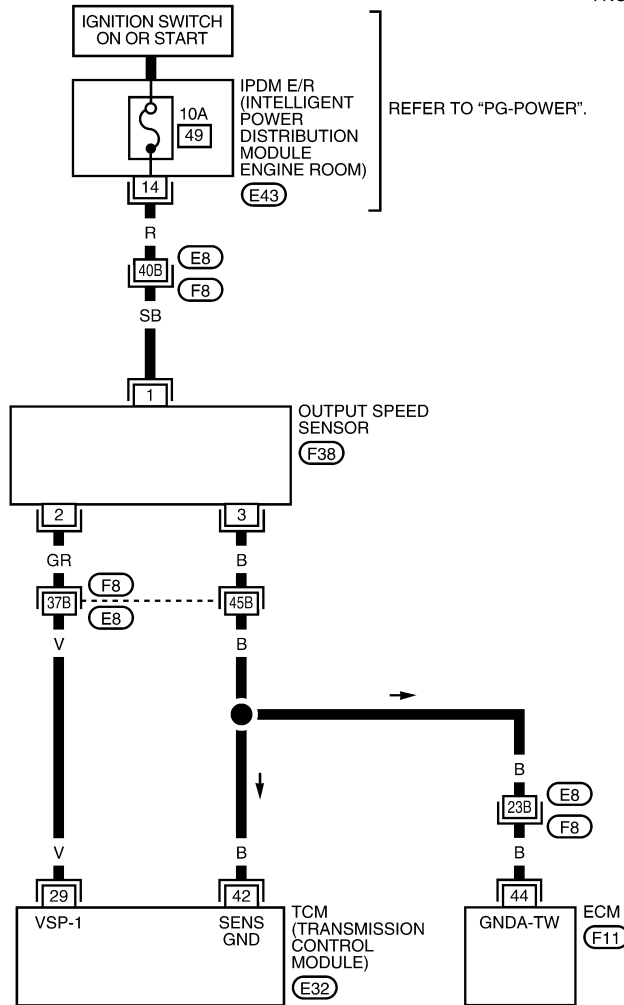 IGNITION SWITCH
ON OR START
IPDM E/R
(INTELLIGENT
POWER
DISTRIBUTION
MODULE
ENGINE ROOM)
E43
10A
49
REFER TO “PG-POWER”.
14
R
40B
E8
F8
SB
1
OUTPUT SPEED
SENSOR
F38
2
3
GR
B
37B
F8
E8
45B
V
B
B
23B
E8
F8
V
B
B
29
42
44
VSP-1
SENS
GND
TCM
(TRANSMISSION
CONTROL
MODULE)
E32
GNDA-TW
ECM
F11